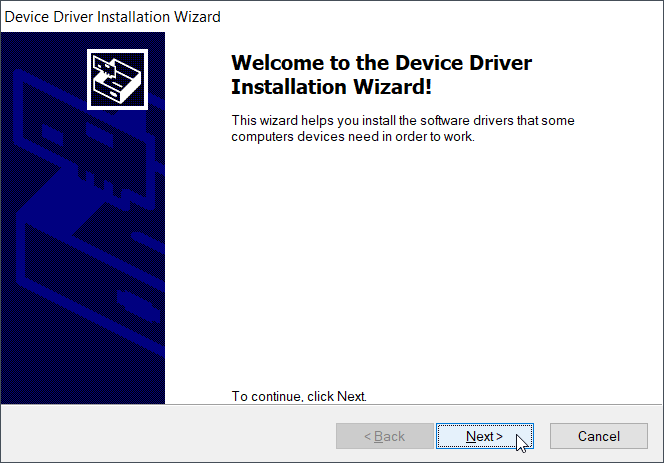 Device Driver Installation Wizard
Welcome to the Device Driver
Installation Wizard!
This wizard helps you install the software drivers that some
computers devices need in order to work.
To continue, click Next.
< Back
Next >
Cancel